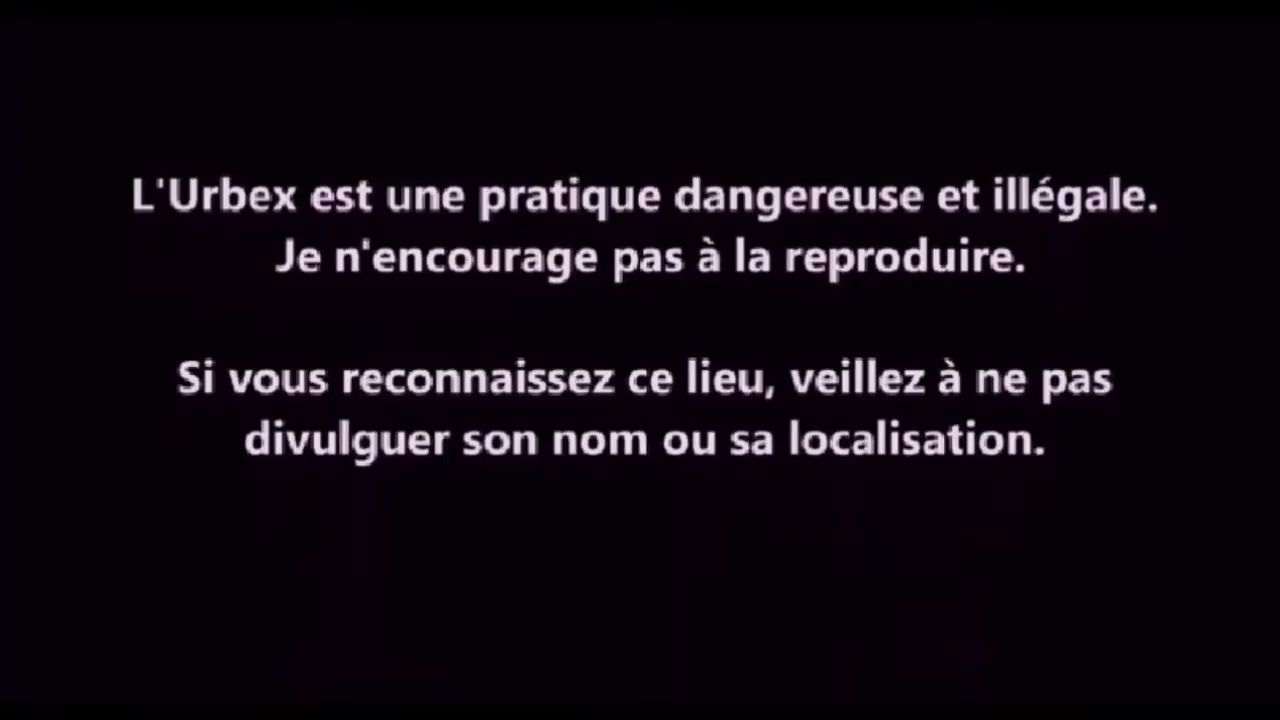 L'Urbex est une pratique dangereuse et illégale.
Je n'encourage pas à la reproduire.
Si vous reconnaissez ce lieu, veillez à ne pas
divulguer son nom ou sa localisation.